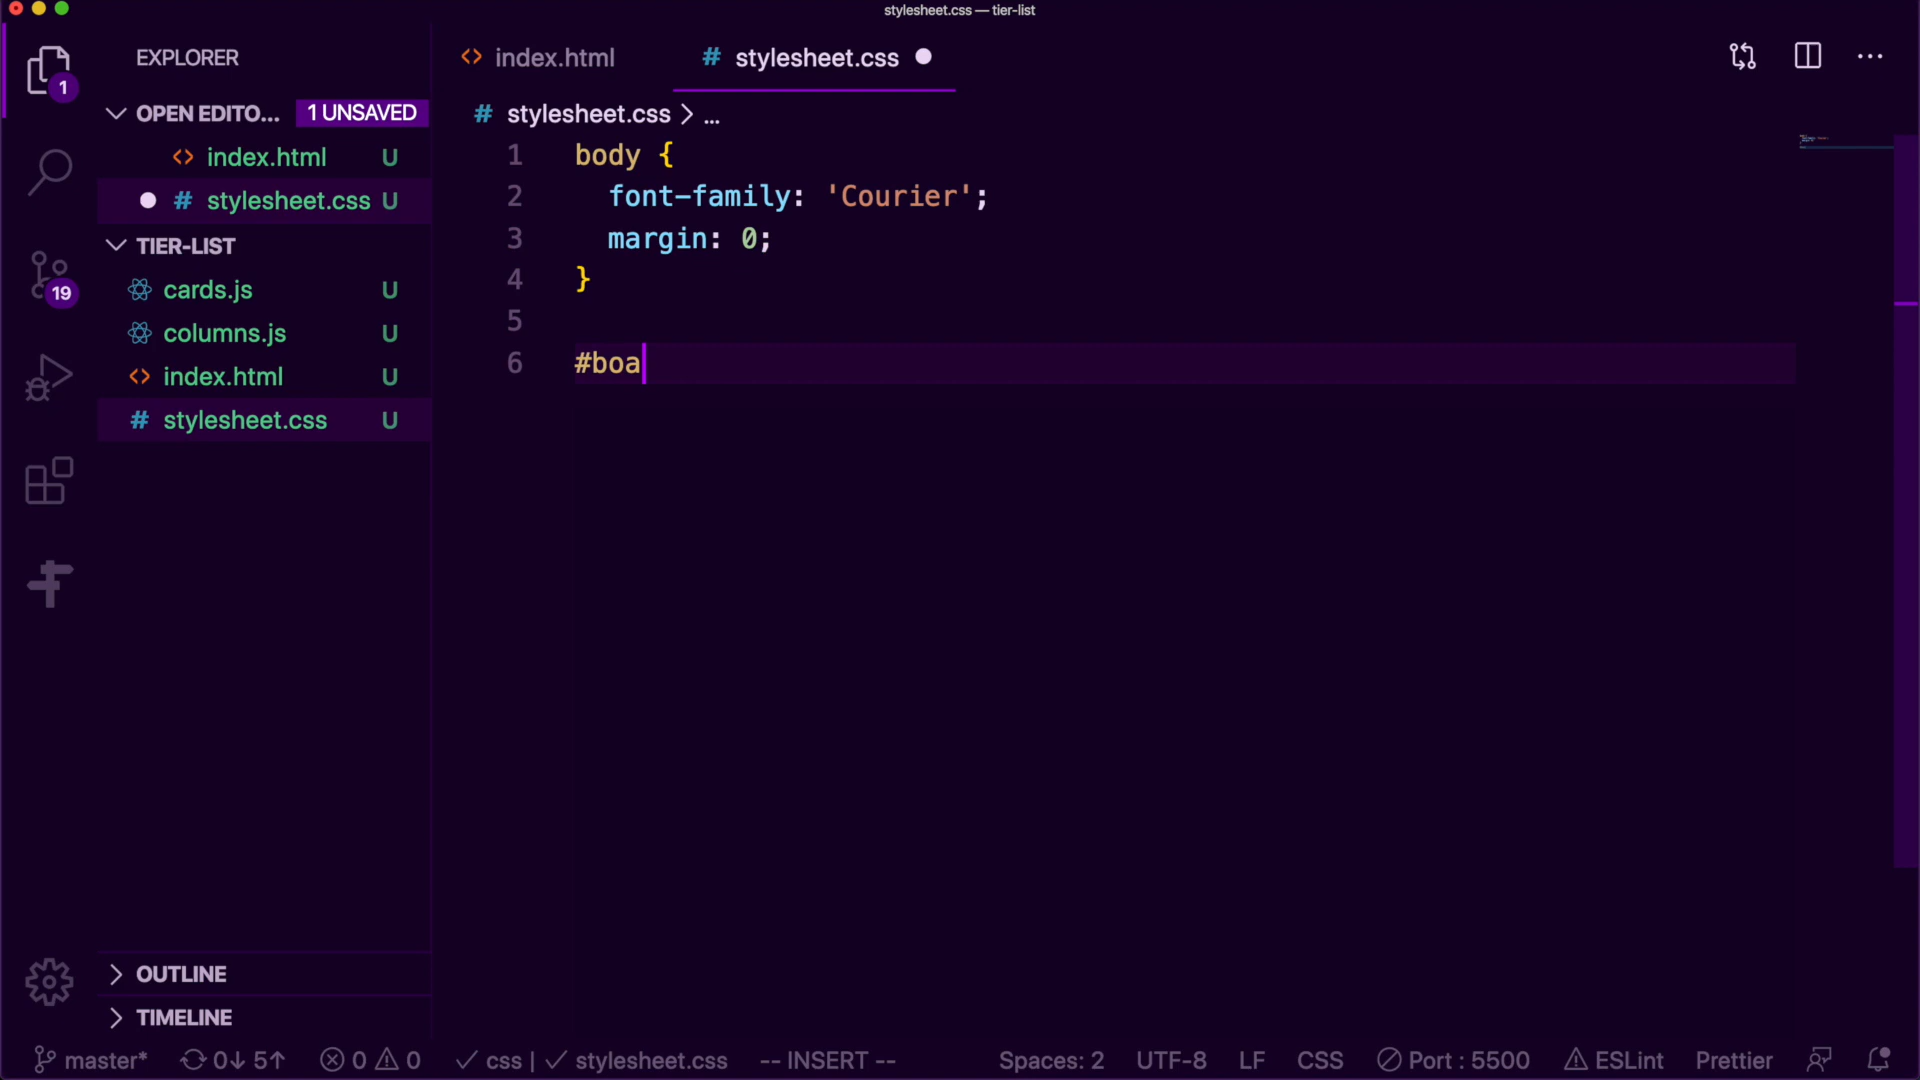 stylesheet.css — tier-list
EXPLORER
OPEN EDITO... 1 UNSAVED
index.html U
stylesheet.css U
TIER-LIST
cards.js U
columns.js U
index.html U
stylesheet.css U
OUTLINE
TIMELINE
1
19
index.html
stylesheet.css
stylesheet.css > ...
1 body {
2 font-family: 'Courier';
3 margin: 0;
4 }
5
6 #boa
master* 0↓ 5↑ 0 0 css | stylesheet.css -- INSERT -- Spaces: 2 UTF-8 LF CSS Port : 5500 ESLint Prettier